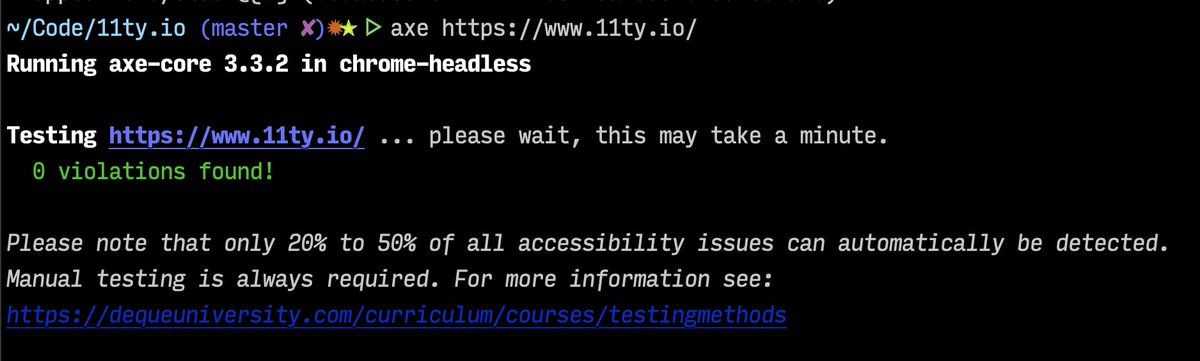 ~/Code/11ty.io (master ✘)✹★ ᐅ axe https://www.11ty.io/
Running axe-core 3.3.2 in chrome-headless
Testing https://www.11ty.io/ ... please wait, this may take a minute.
0 violations found!
Please note that only 20% to 50% of all accessibility issues can automatically be detected.
Manual testing is always required. For more information see:
https://dequeuniversity.com/curriculum/courses/testingmethods